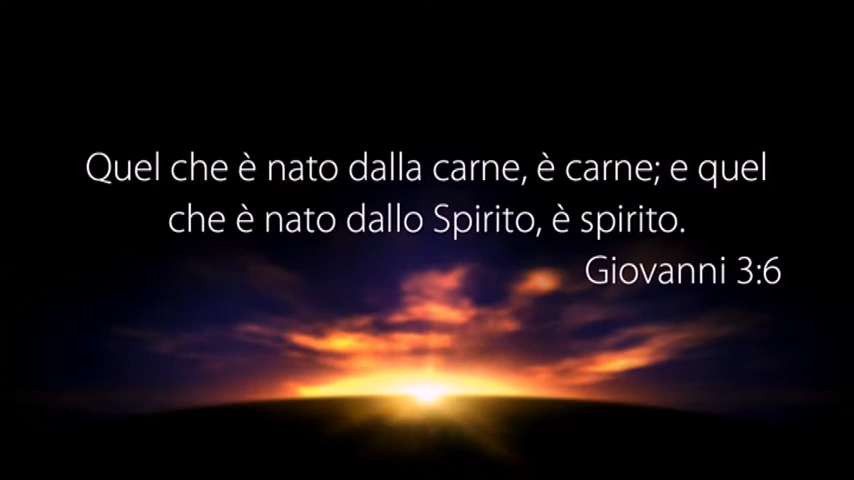 Quel che è nato dalla carne, è carne; e quel
che è nato dallo Spirito, è spirito.
Giovanni 3:6